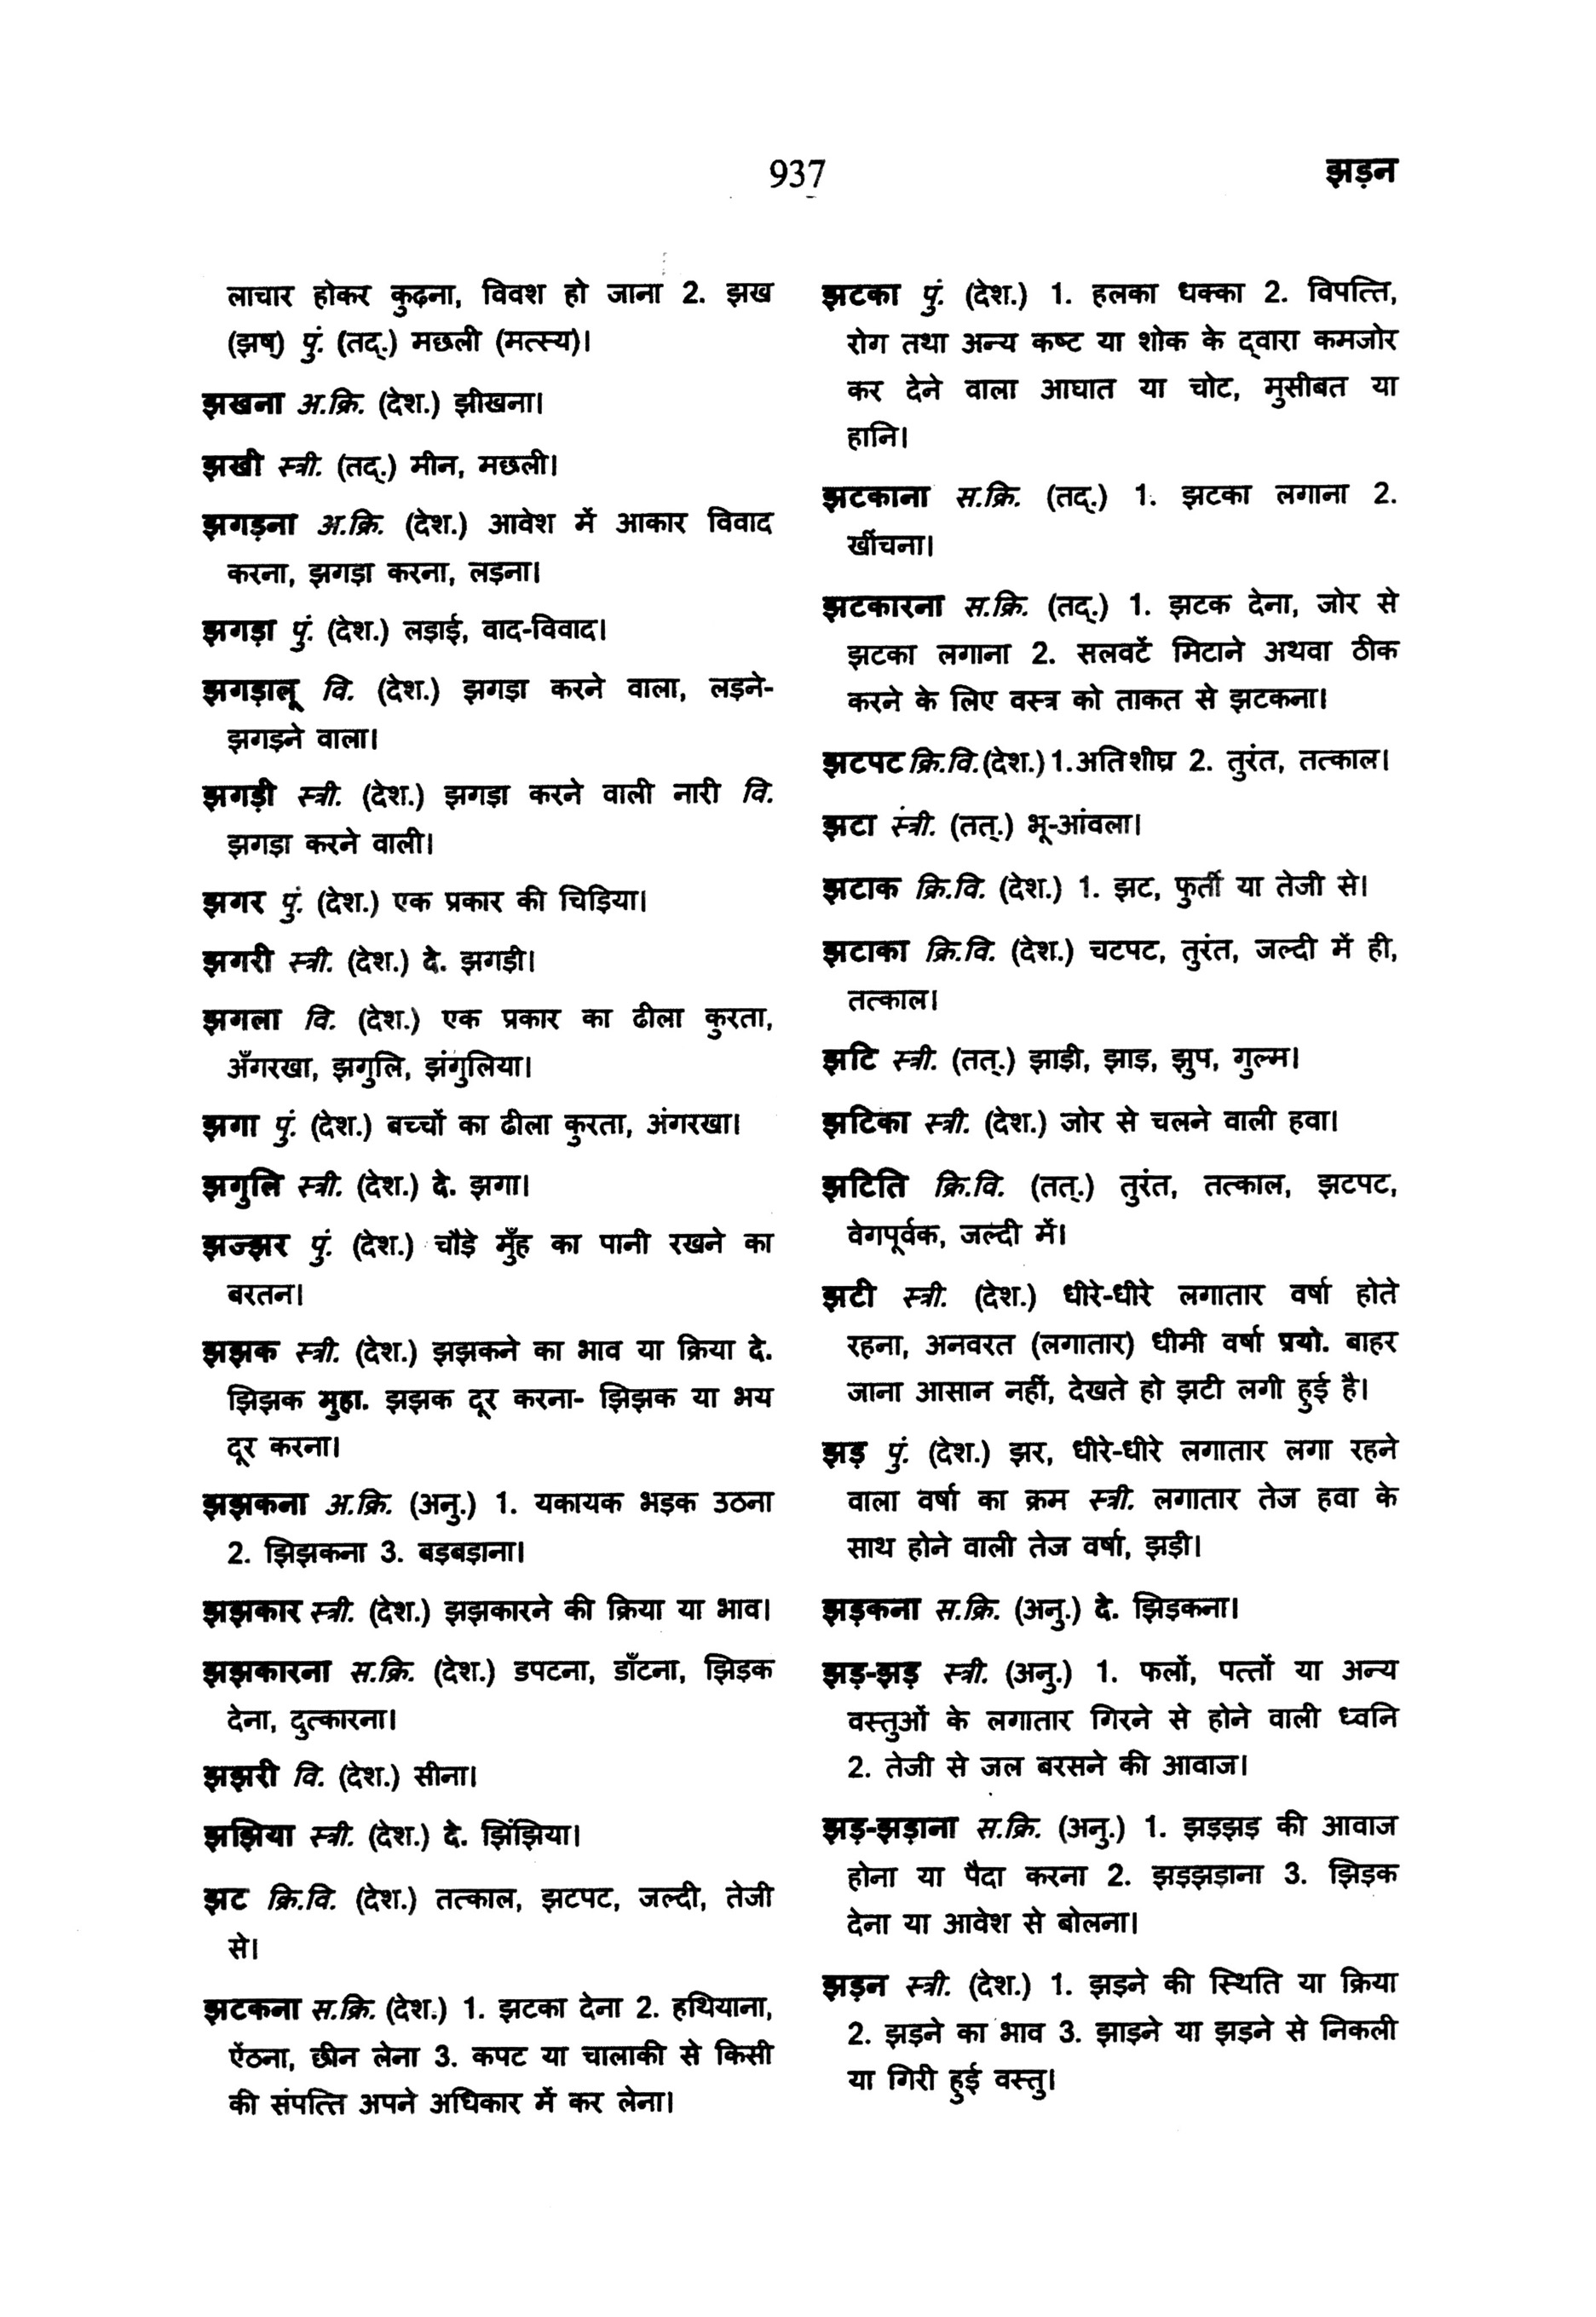 937
झड़न
लाचार होकर कुढ़ना, विवश हो जाना 2. झख
(झष्) पुं. (तद्.) मछली (मत्स्य)।
झखना अ.क्रि. (देश.) झीखना।
झखी स्त्री. (तद्.) मीन, मछली।
झगड़ना अ.क्रि. (देश.) आवेश में आकार विवाद
करना, झगड़ा करना, लड़ना।
झगड़ा पुं. (देश.) लड़ाई, वाद-विवाद।
झगड़ालू वि. (देश.) झगड़ा करने वाला, लड़ने-
झगड़ने वाला।
झगड़ी स्त्री. (देश.) झगड़ा करने वाली नारी वि.
झगड़ा करने वाली।
झगर पुं. (देश.) एक प्रकार की चिड़िया।
झगरी स्त्री. (देश.) दे. झगड़ी।
झगला वि. (देश.) एक प्रकार का ढीला कुरता,
अँगरखा, झगुलि, झंगुलिया।
झगा पुं. (देश.) बच्चों का ढीला कुरता, अंगरखा।
झगुलि स्त्री. (देश.) दे. झगा।
झज्झर पुं. (देश.) चौड़े मुँह का पानी रखने का
बरतन।
झझक स्त्री. (देश.) झझकने का भाव या क्रिया दे.
झिझक मुहा. झझक दूर करना- झिझक या भय
दूर करना।
झझकना अ.क्रि. (अनु.) 1. यकायक भड़क उठना
2. झिझकना 3. बड़बड़ाना।
झझकार स्त्री. (देश.) झझकारने की क्रिया या भाव।
झझकारना स.क्रि. (देश.) डपटना, डाँटना, झिड़क
देना, दुत्कारना।
झझरी वि. (देश.) सीना।
झझिया स्त्री. (देश.) दे. झिंझिया।
झट क्रि.वि. (देश.) तत्काल, झटपट, जल्दी, तेजी
से।
झटकना स.क्रि. (देश.) 1. झटका देना 2. हथियाना,
ऐंठना, छीन लेना 3. कपट या चालाकी से किसी
की संपत्ति अपने अधिकार में कर लेना।
झटका पुं. (देश.) 1. हलका धक्का 2. विपत्ति,
रोग तथा अन्य कष्ट या शोक के द्वारा कमजोर
कर देने वाला आघात या चोट, मुसीबत या
हानि।
झटकाना स.क्रि. (तद्.) 1. झटका लगाना 2.
खींचना।
झटकारना स.क्रि. (तद्.) 1. झटक देना, जोर से
झटका लगाना 2. सलवटें मिटाने अथवा ठीक
करने के लिए वस्त्र को ताकत से झटकना।
झटपट क्रि.वि. (देश.) 1.अतिशीघ्र 2. तुरंत, तत्काल।
झटा स्त्री. (तत्.) भू-आंवला।
झटाक क्रि.वि. (देश.) 1. झट, फुर्ती या तेजी से।
झटाका क्रि.वि. (देश.) चटपट, तुरंत, जल्दी में ही,
तत्काल।
झटि स्त्री. (तत्.) झाड़ी, झाड़, झुप, गुल्म।
झटिका स्त्री. (देश.) जोर से चलने वाली हवा।
झटिति क्रि.वि. (तत्.) तुरंत, तत्काल, झटपट,
वेगपूर्वक, जल्दी में।
झटी स्त्री. (देश.) धीरे-धीरे लगातार वर्षा होते
रहना, अनवरत (लगातार) धीमी वर्षा प्रयो. बाहर
जाना आसान नहीं, देखते हो झटी लगी हुई है।
झड़ पुं. (देश.) झर, धीरे-धीरे लगातार लगा रहने
वाला वर्षा का क्रम स्त्री. लगातार तेज हवा के
साथ होने वाली तेज वर्षा, झड़ी।
झड़कना स.क्रि. (अनु.) दे. झिड़कना।
झड़-झड़ स्त्री. (अनु.) 1. फलों, पत्तों या अन्य
वस्तुओं के लगातार गिरने से होने वाली ध्वनि
2. तेजी से जल बरसने की आवाज।
झड़-झड़ाना स.क्रि. (अनु.) 1. झड़झड़ की आवाज
होना या पैदा करना 2. झड़झड़ाना 3. झिड़क
देना या आवेश से बोलना।
झड़न स्त्री. (देश.) 1. झड़ने की स्थिति या क्रिया
2. झड़ने का भाव 3. झाड़ने या झड़ने से निकली
या गिरी हुई वस्तु।